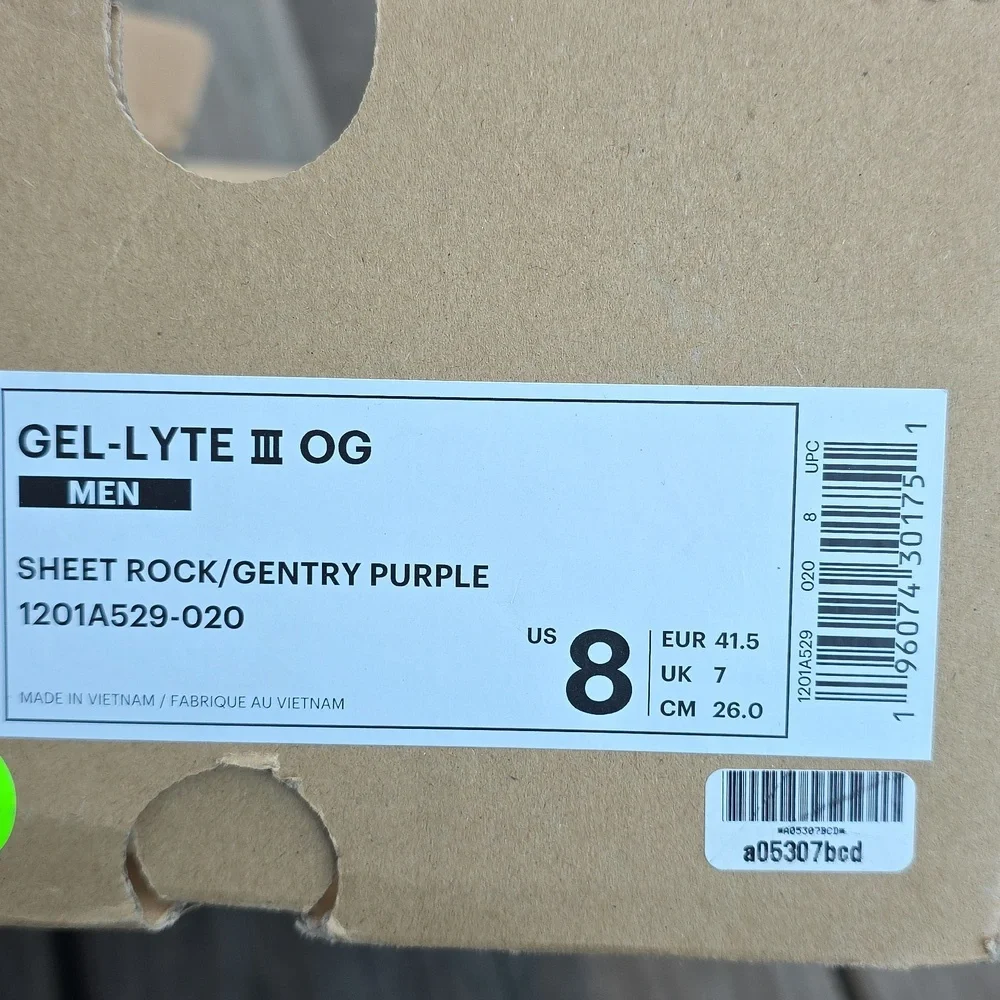 GEL-LYTE III OG
MEN
SHEET ROCK/GENTRY PURPLE
1201A529-020
MADE IN VIETNAM / FABRIQUE AU VIETNAM
US 8
EUR 41.5
UK 7
CM 26.0
1201A529 020 8 UPC
1 96074 30175 1
*A05307BCD*
a05307bcd